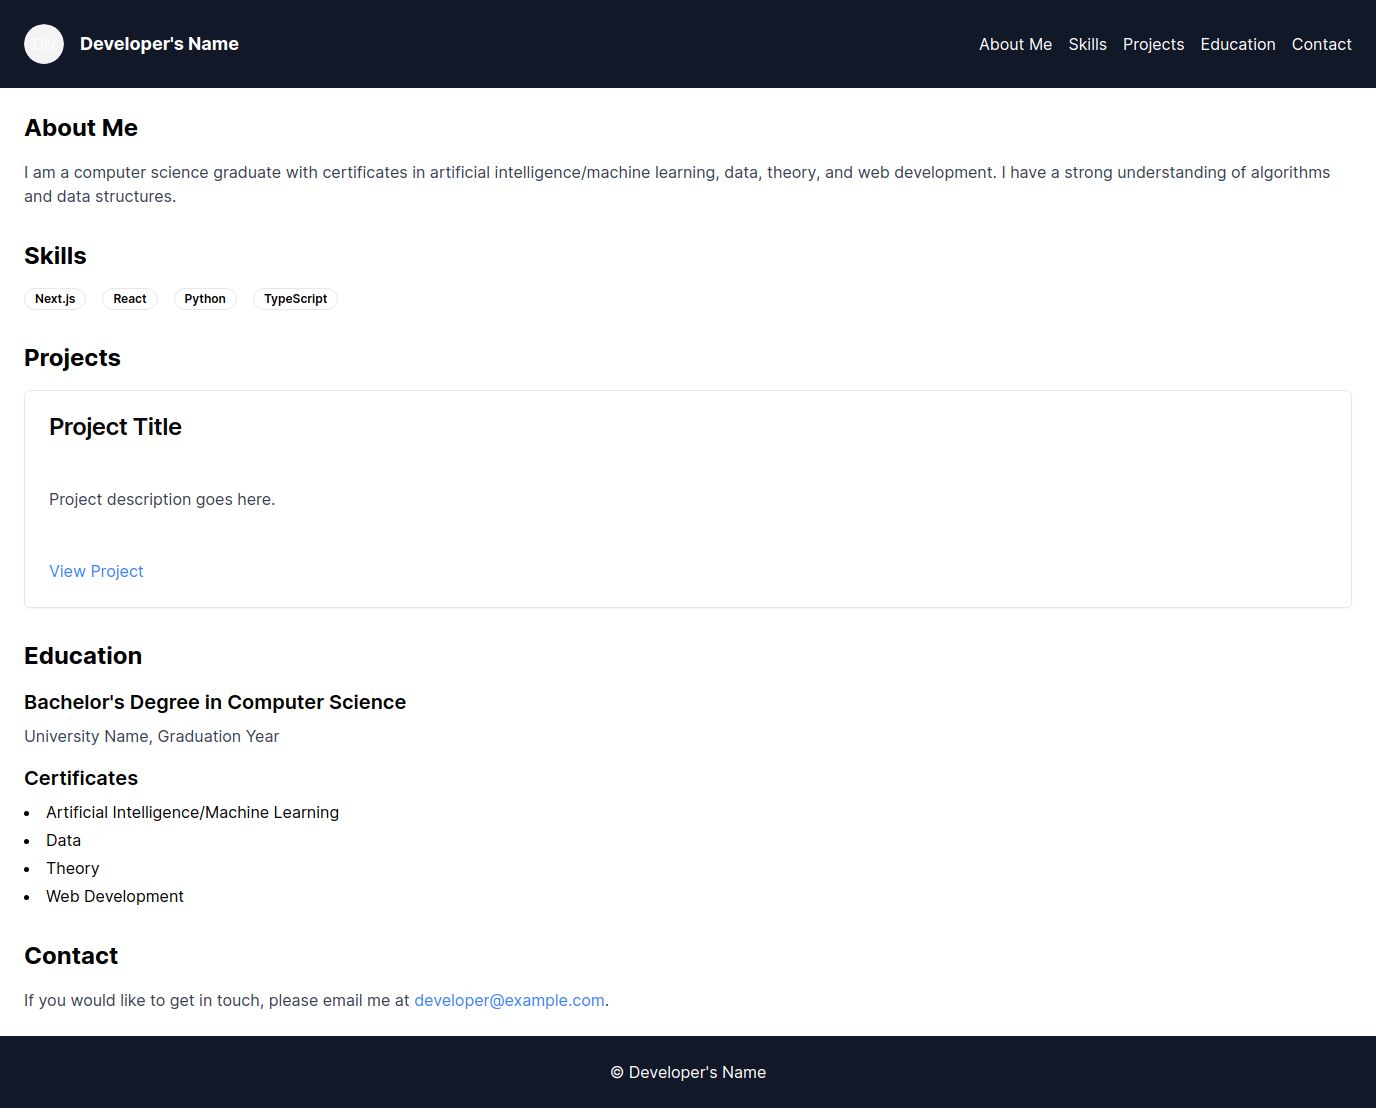 DN
Developer's Name
About Me Skills Projects Education Contact
About Me
I am a computer science graduate with certificates in artificial intelligence/machine learning, data, theory, and web development. I have a strong understanding of algorithms
and data structures.
Skills
Next.js React Python TypeScript
Projects
Project Title
Project description goes here.
View Project
Education
Bachelor's Degree in Computer Science
University Name, Graduation Year
Certificates
• Artificial Intelligence/Machine Learning
• Data
• Theory
• Web Development
Contact
If you would like to get in touch, please email me at developer@example.com.
© Developer's Name